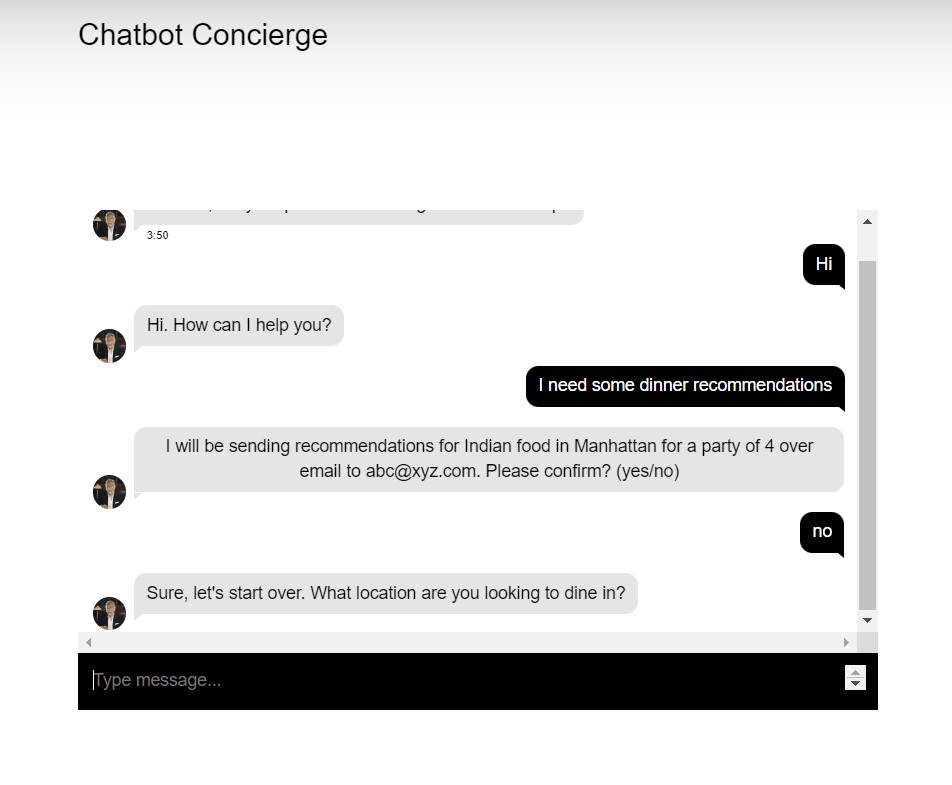 Chatbot Concierge
3:50
Hi
Hi. How can I help you?
I need some dinner recommendations
I will be sending recommendations for Indian food in Manhattan for a party of 4 over
email to abc@xyz.com. Please confirm? (yes/no)
no
Sure, let's start over. What location are you looking to dine in?
Type message...